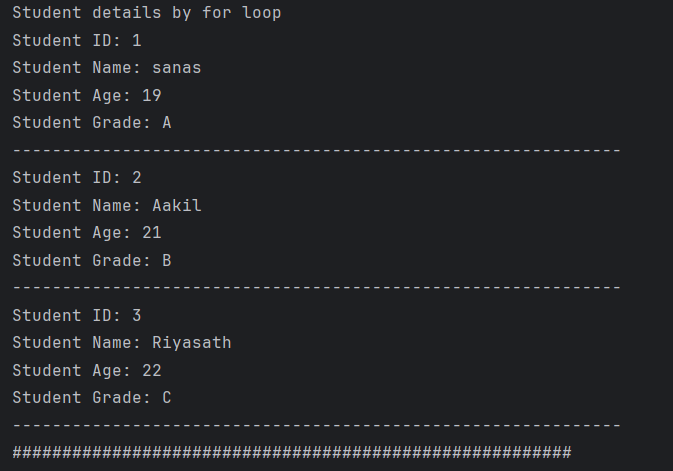 Student details by for loop
Student ID: 1
Student Name: sanas
Student Age: 19
Student Grade: A
-------------------------------------------------------------
Student ID: 2
Student Name: Aakil
Student Age: 21
Student Grade: B
-------------------------------------------------------------
Student ID: 3
Student Name: Riyasath
Student Age: 22
Student Grade: C
-------------------------------------------------------------
########################################################